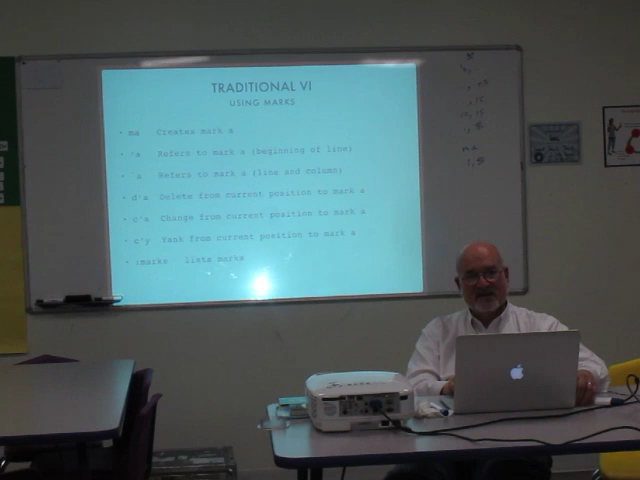 TRADITIONAL VI
USING MARKS
• ma Creates mark a
• 'a Refers to mark a (beginning of line)
• `a Refers to mark a (line and column)
• d'a Delete from current position to mark a
• c'a Change from current position to mark a
• c'y Yank from current position to mark a
• :marks lists marks
ma